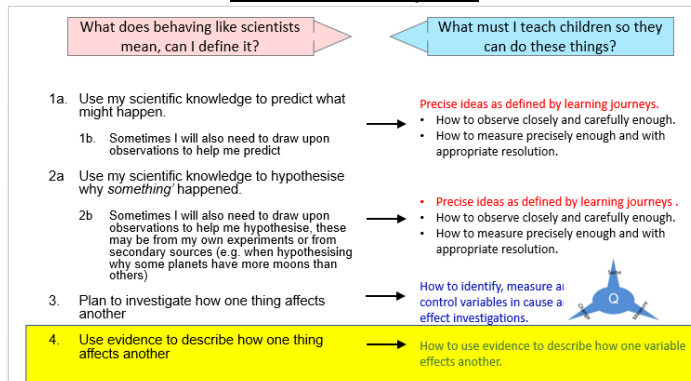 What does behaving like scientists
mean, can I define it?
What must I teach children so they
can do these things?
1a. Use my scientific knowledge to predict what
might happen.
1b. Sometimes I will also need to draw upon
observations to help me predict
Precise ideas as defined by learning journeys.
• How to observe closely and carefully enough.
• How to measure precisely enough and with
appropriate resolution.
2a Use my scientific knowledge to hypothesise
why something’ happened.
2b Sometimes I will also need to draw upon
observations to help me hypothesise, these
may be from my own experiments or from
secondary sources (e.g. when hypothesising
why some planets have more moons than
others)
• Precise ideas as defined by learning journeys .
• How to observe closely and carefully enough.
• How to measure precisely enough and with
appropriate resolution.
3. Plan to investigate how one thing affects
another
How to identify, measure
control variables in cause
effect investigations.
Same
Q
Change
Measure
4. Use evidence to describe how one thing
affects another
How to use evidence to describe how one variable
effects another.